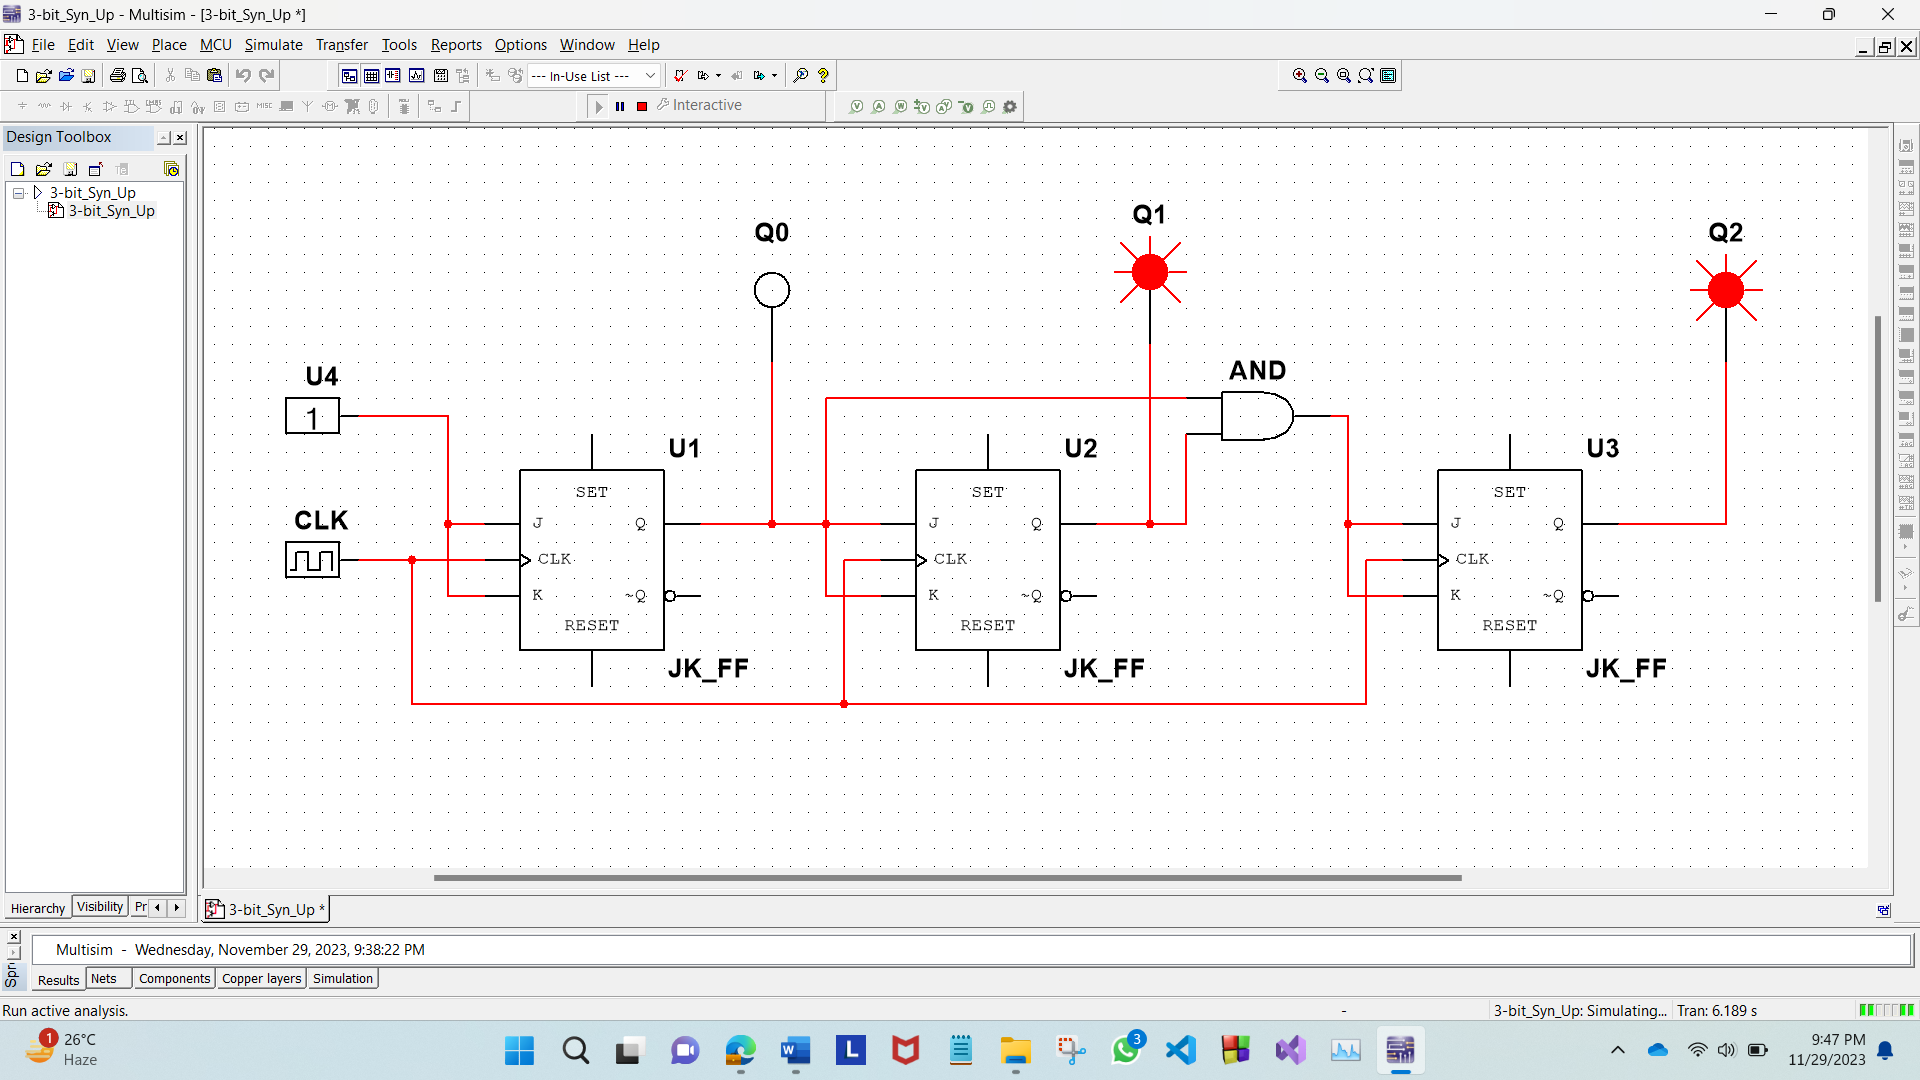 3-bit_Syn_Up - Multisim - [3-bit_Syn_Up *]
File Edit View Place MCU Simulate Transfer Tools Reports Options Window Help
--- In-Use List ---
MISC
Interactive
Design Toolbox
3-bit_Syn_Up
3-bit_Syn_Up
Q0
Q1
Q2
U4
1
AND
CLK
U1
SET
J Q
CLK
K ~Q
RESET
JK_FF
U2
SET
J Q
CLK
K ~Q
RESET
JK_FF
U3
SET
J Q
CLK
K ~Q
RESET
JK_FF
Hierarchy Visibility Pr
3-bit_Syn_Up *
Spr
Multisim - Wednesday, November 29, 2023, 9:38:22 PM
Results Nets Components Copper layers Simulation
Run active analysis.
-
3-bit_Syn_Up: Simulating... Tran: 6.189 s
1
26°C
Haze
W
L
3
9:47 PM
11/29/2023